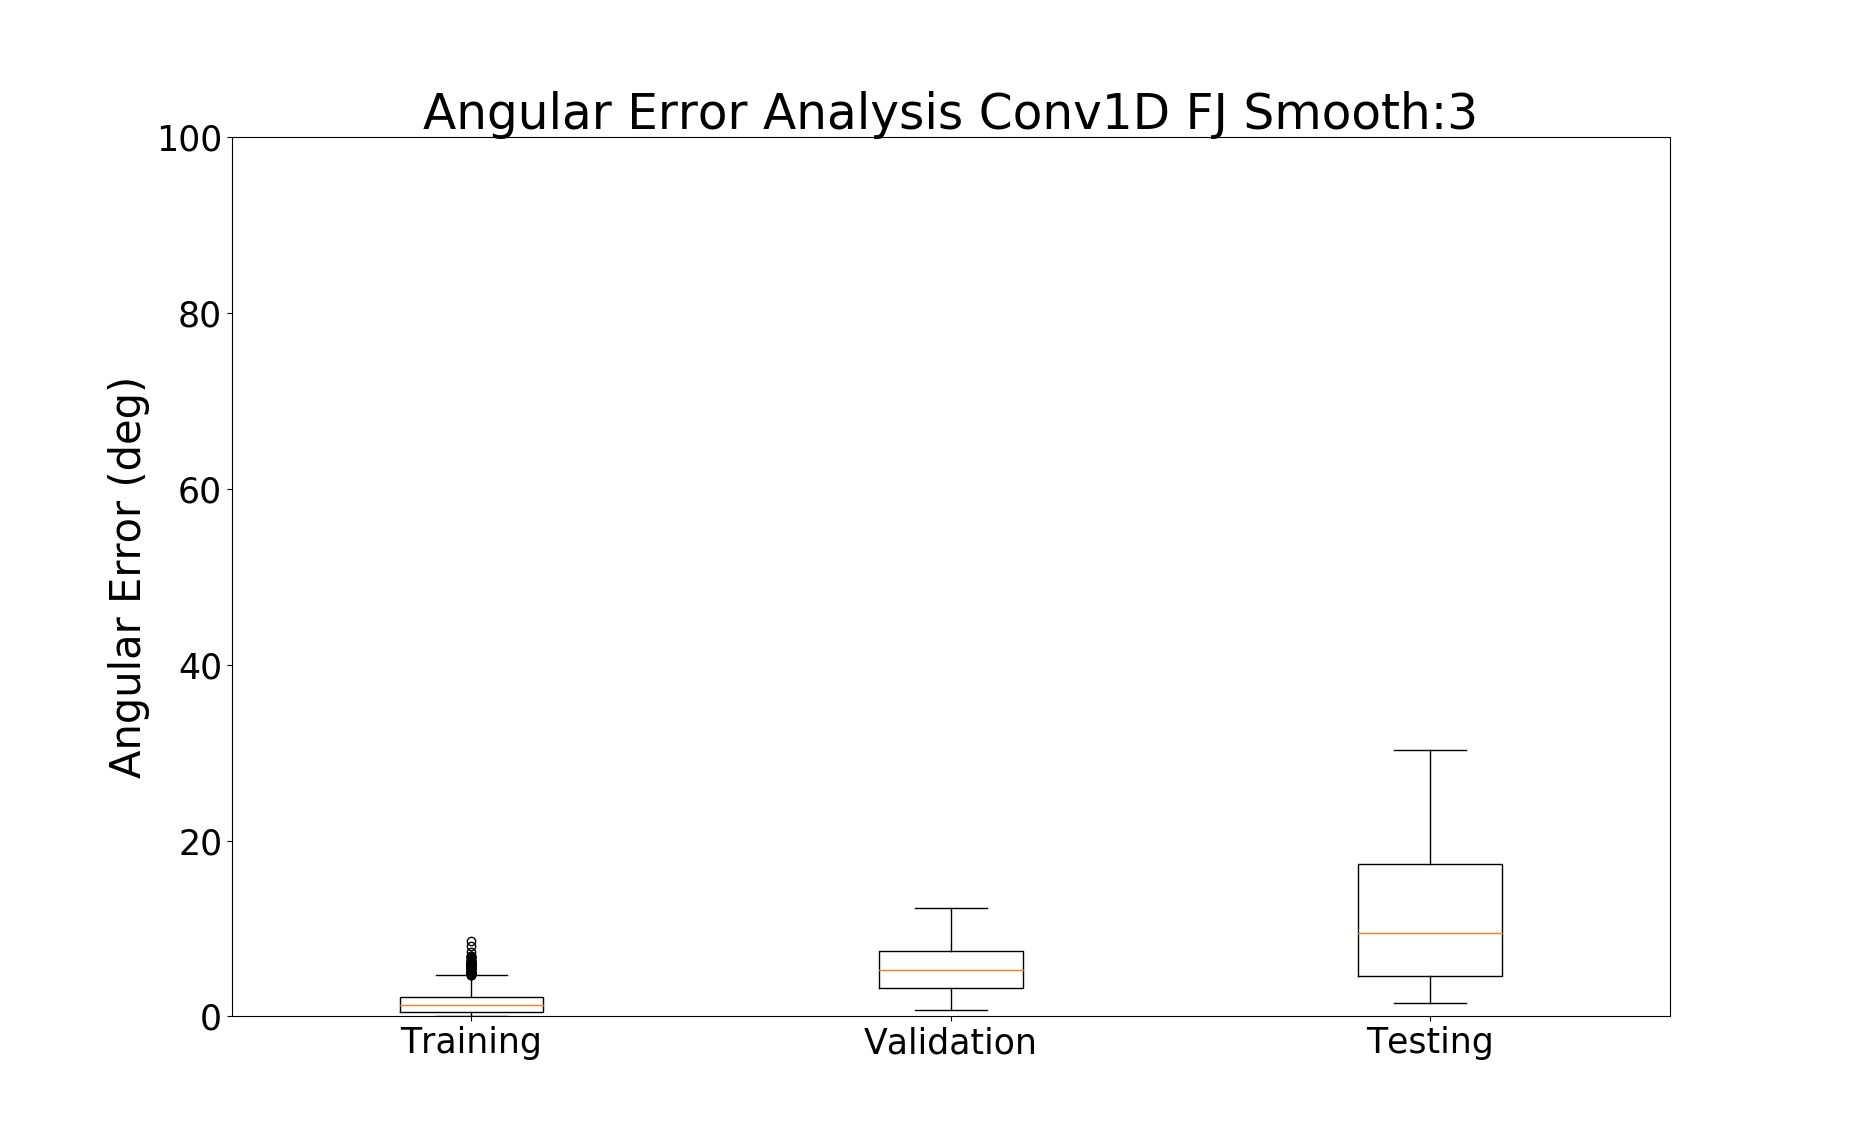 Angular Error Analysis Conv1D FJ Smooth:3
Angular Error (deg)
100
80
60
40
20
0
Training
Validation
Testing